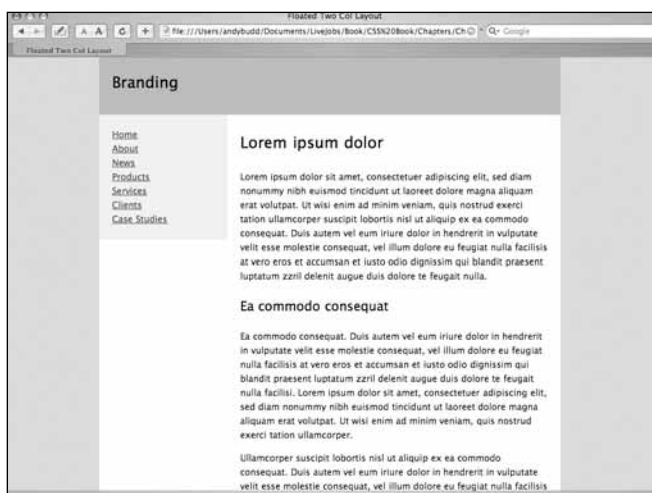 Floated Two Col Layout
file:///Users/andybudd/Documents/LiveJobs/Book/CSS%20Book/Chapters/Ch
Google
Floated Two Col Layout
Branding
Home
About
News
Products
Services
Clients
Case Studies
Lorem ipsum dolor
Lorem ipsum dolor sit amet, consectetuer adipiscing elit, sed diam
nonummy nibh euismod tincidunt ut laoreet dolore magna aliquam
erat volutpat. Ut wisi enim ad minim veniam, quis nostrud exerci
tation ullamcorper suscipit lobortis nisl ut aliquip ex ea commodo
consequat. Duis autem vel eum iriure dolor in hendrerit in vulputate
velit esse molestie consequat, vel illum dolore eu feugiat nulla facilisis
at vero eros et accumsan et iusto odio dignissim qui blandit praesent
luptatum zzril delenit augue duis dolore te feugait nulla.
Ea commodo consequat
Ea commodo consequat. Duis autem vel eum iriure dolor in hendrerit
in vulputate velit esse molestie consequat, vel illum dolore eu feugiat
nulla facilisis at vero eros et accumsan et iusto odio dignissim qui
blandit praesent luptatum zzril delenit augue duis dolore te feugait
nulla facilisi. Lorem ipsum dolor sit amet, consectetuer adipiscing elit,
sed diam nonummy nibh euismod tincidunt ut laoreet dolore magna
aliquam erat volutpat. Ut wisi enim ad minim veniam, quis nostrud
exerci tation ullamcorper.
Ullamcorper suscipit lobortis nisl ut aliquip ex ea commodo
consequat. Duis autem vel eum iriure dolor in hendrerit in vulputate
velit esse molestie consequat, vel illum dolore eu feugiat nulla facilisis